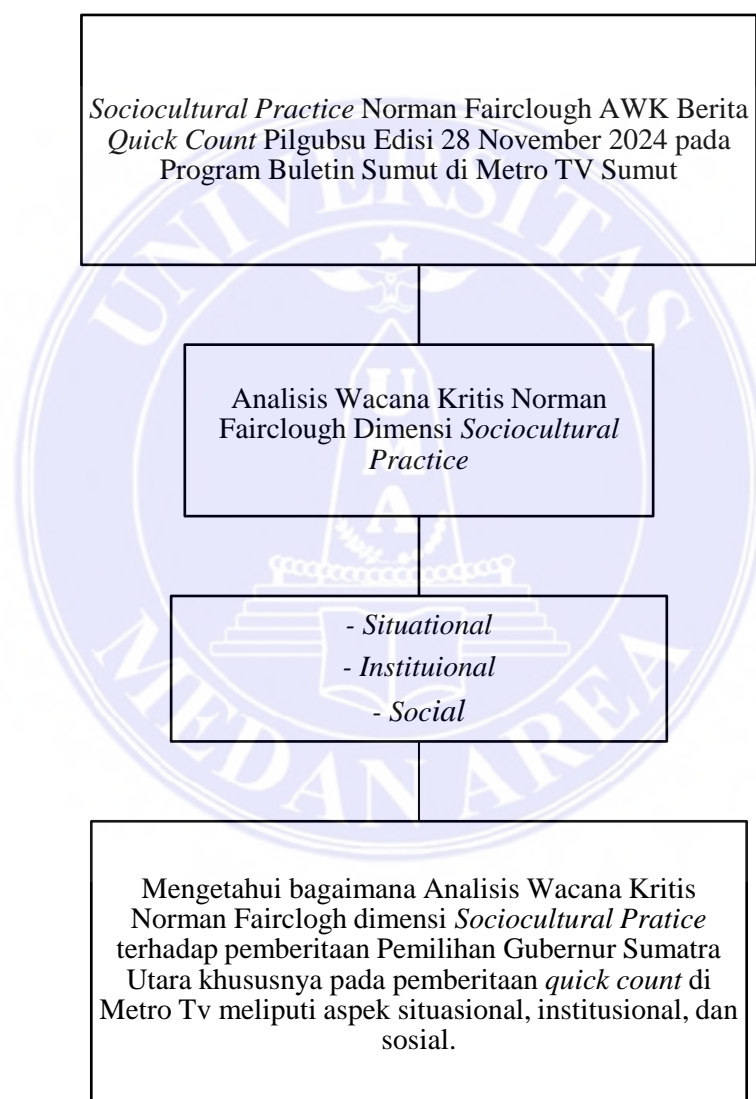 Sociocultural Practice Norman Fairclough AWK Berita
Quick Count Pilgubsu Edisi 28 November 2024 pada
Program Buletin Sumut di Metro TV Sumut
Analisis Wacana Kritis Norman
Fairclough Dimensi Sociocultural
Practice
- Situational
- Instituional
- Social
Mengetahui bagaimana Analisis Wacana Kritis
Norman Fairclogh dimensi Sociocultural Pratice
terhadap pemberitaan Pemilihan Gubernur Sumatra
Utara khususnya pada pemberitaan quick count di
Metro Tv meliputi aspek situasional, institusional, dan
sosial.
UNIVERSITAS
MEDAN AREA
U
M
A